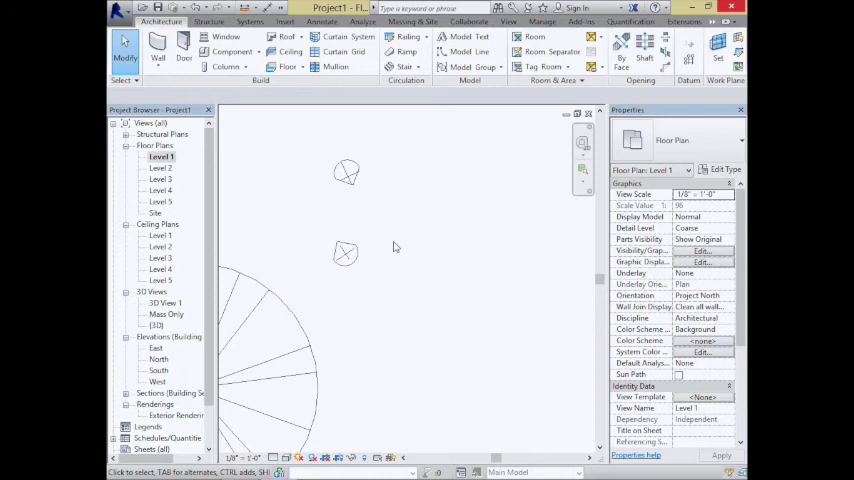 Project1 - Fl...
Type a keyword or phrase
Sign In
Architecture Structure Systems Insert Annotate Analyze Massing & Site Collaborate View Manage Add-Ins Quantification Extensions
Modify
Select
Wall
Door
Window
Component
Column
Roof
Ceiling
Floor
Curtain System
Curtain Grid
Mullion
Build
Railing
Ramp
Stair
Circulation
Model Text
Model Line
Model Group
Model
Room
Room Separator
Tag Room
Room & Area
By Face
Shaft
Opening
Datum
Set
Work Plane
Project Browser - Project1
Views (all)
Structural Plans
Floor Plans
Level 1
Level 2
Level 3
Level 4
Level 5
Site
Ceiling Plans
Level 1
Level 2
Level 3
Level 4
Level 5
3D Views
3D View 1
Mass Only
{3D}
Elevations (Building
East
North
South
West
Sections (Building Se
Renderings
Exterior Renderin
Legends
Schedules/Quantitie
Sheets (all)
Properties
Floor Plan
Floor Plan: Level 1
Edit Type
Graphics
View Scale 1/8" = 1'-0"
Scale Value 1: 96
Display Model Normal
Detail Level Coarse
Parts Visibility Show Original
Visibility/Grap... Edit...
Graphic Displa... Edit...
Underlay None
Underlay Orie... Plan
Orientation Project North
Wall Join Display Clean all wall...
Discipline Architectural
Color Scheme ... Background
Color Scheme <none>
System Color ... Edit...
Default Analys... None
Sun Path
Identity Data
View Template <None>
View Name Level 1
Dependency Independent
Title on Sheet
Referencing S...
Properties help
Apply
1/8" = 1'-0"
Click to select, TAB for alternates, CTRL adds, SHI
:0
Main Model